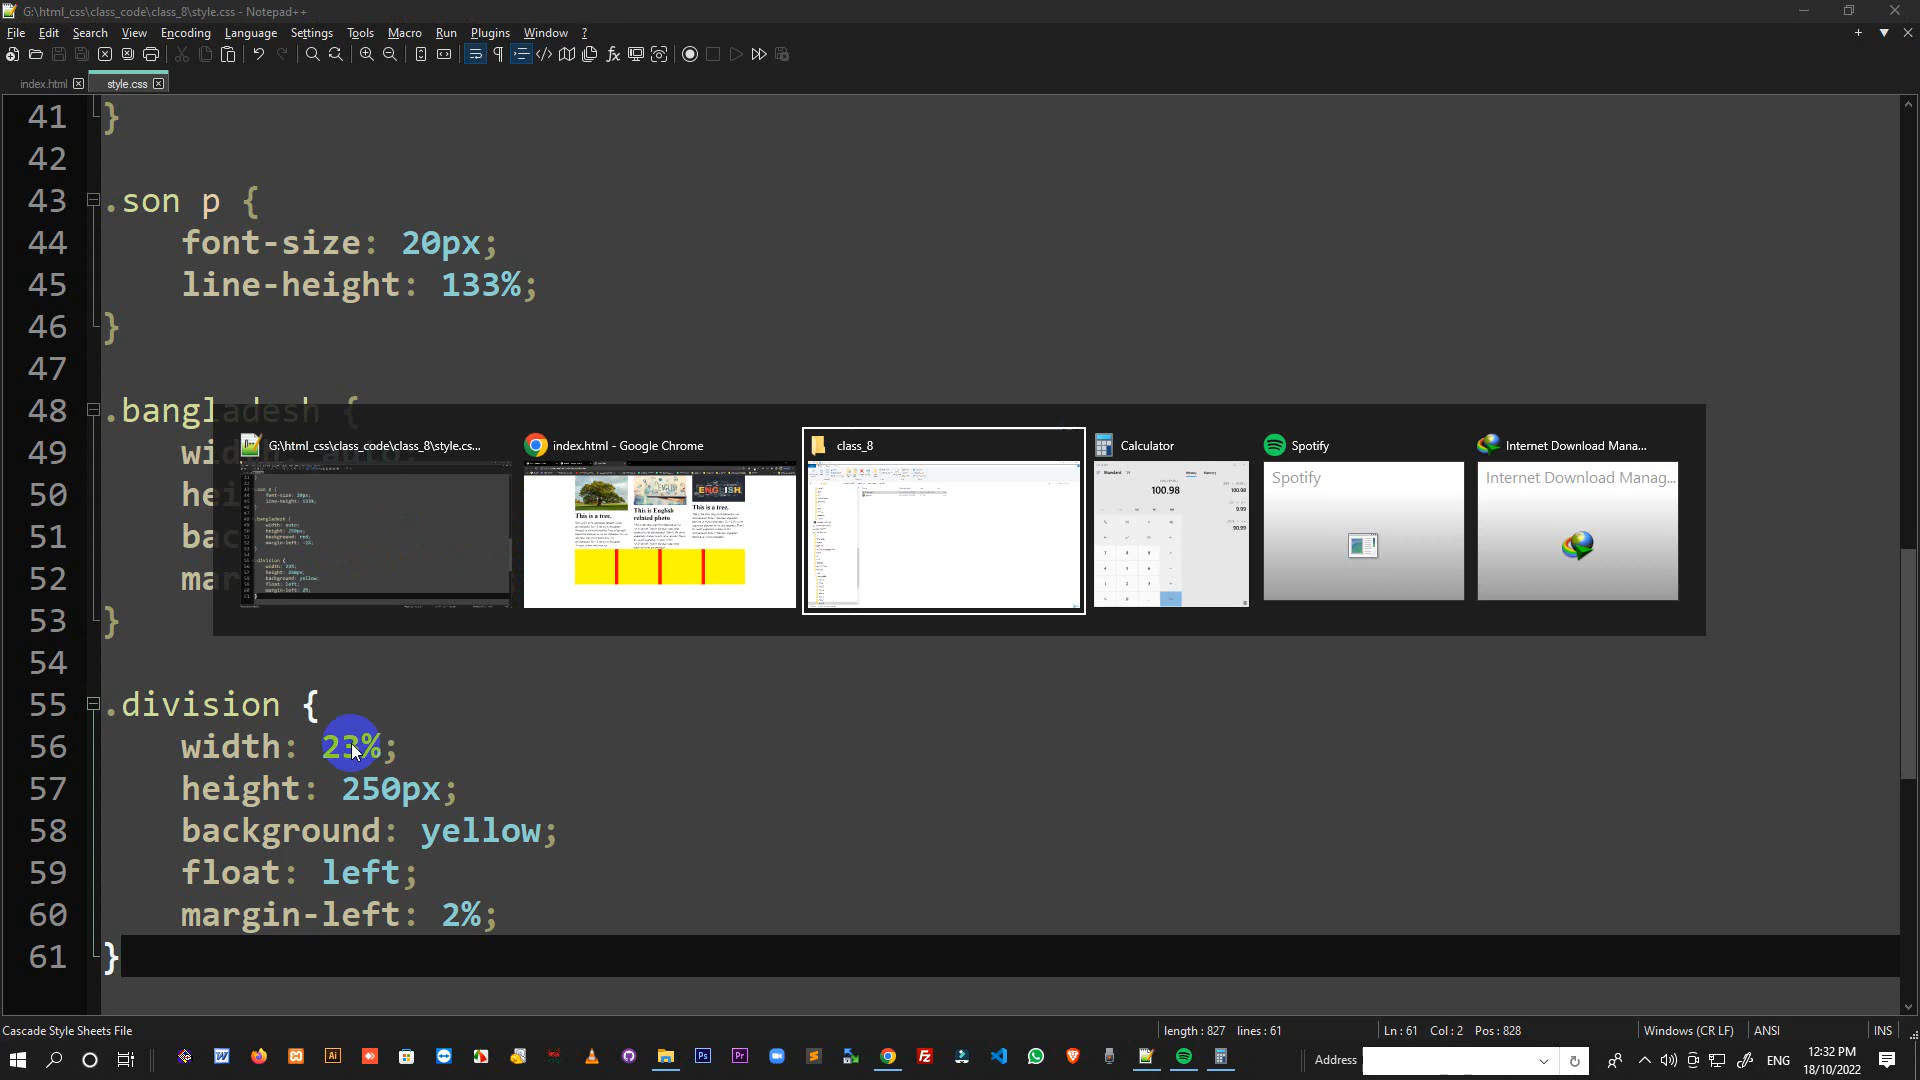 G:\html_css\class_code\class_8\style.css - Notepad++
File Edit Search View Encoding Language Settings Tools Macro Run Plugins Window ?
index.html style.css
41 }
42
43 .son p {
44 font-size: 20px;
45 line-height: 133%;
46 }
47
48 .bangladesh {
49
50
51
52
53 }
54
55 .division {
56 width: 23%;
57 height: 250px;
58 background: yellow;
59 float: left;
60 margin-left: 2%;
61 }
G:\html_css\class_code\class_8\style.cs...
index.html - Google Chrome
class_8
Calculator
Spotify
Internet Download Mana...
This is a tree.
This is English
related photo
This is a tree.
100.98
Spotify
Internet Download Manag...
Cascade Style Sheets File
length : 827 lines : 61
Ln : 61 Col : 2 Pos : 828
Windows (CR LF)
ANSI
INS
Address
ENG
12:32 PM
18/10/2022